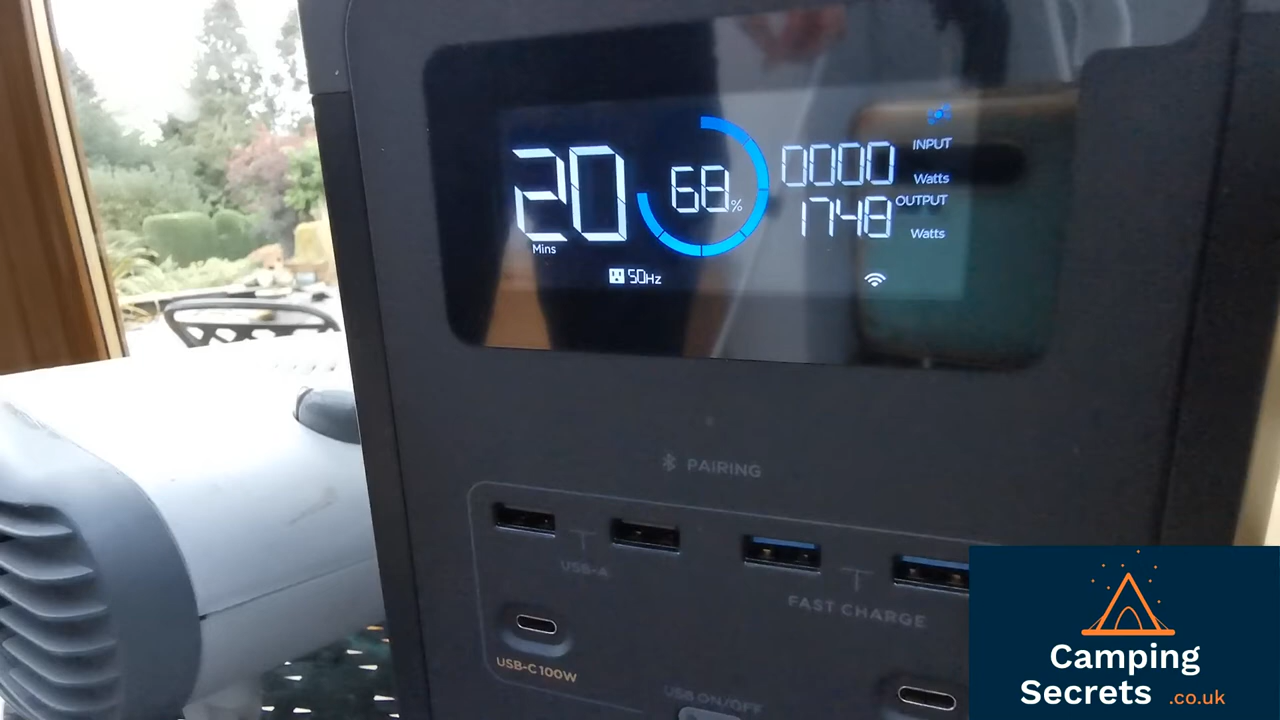 20
Mins
68%
0000
INPUT
Watts
1748
OUTPUT
Watts
50Hz
PAIRING
USB-A
FAST CHARGE
USB-C 100W
USB ON/OFF
Camping
Secrets .co.uk